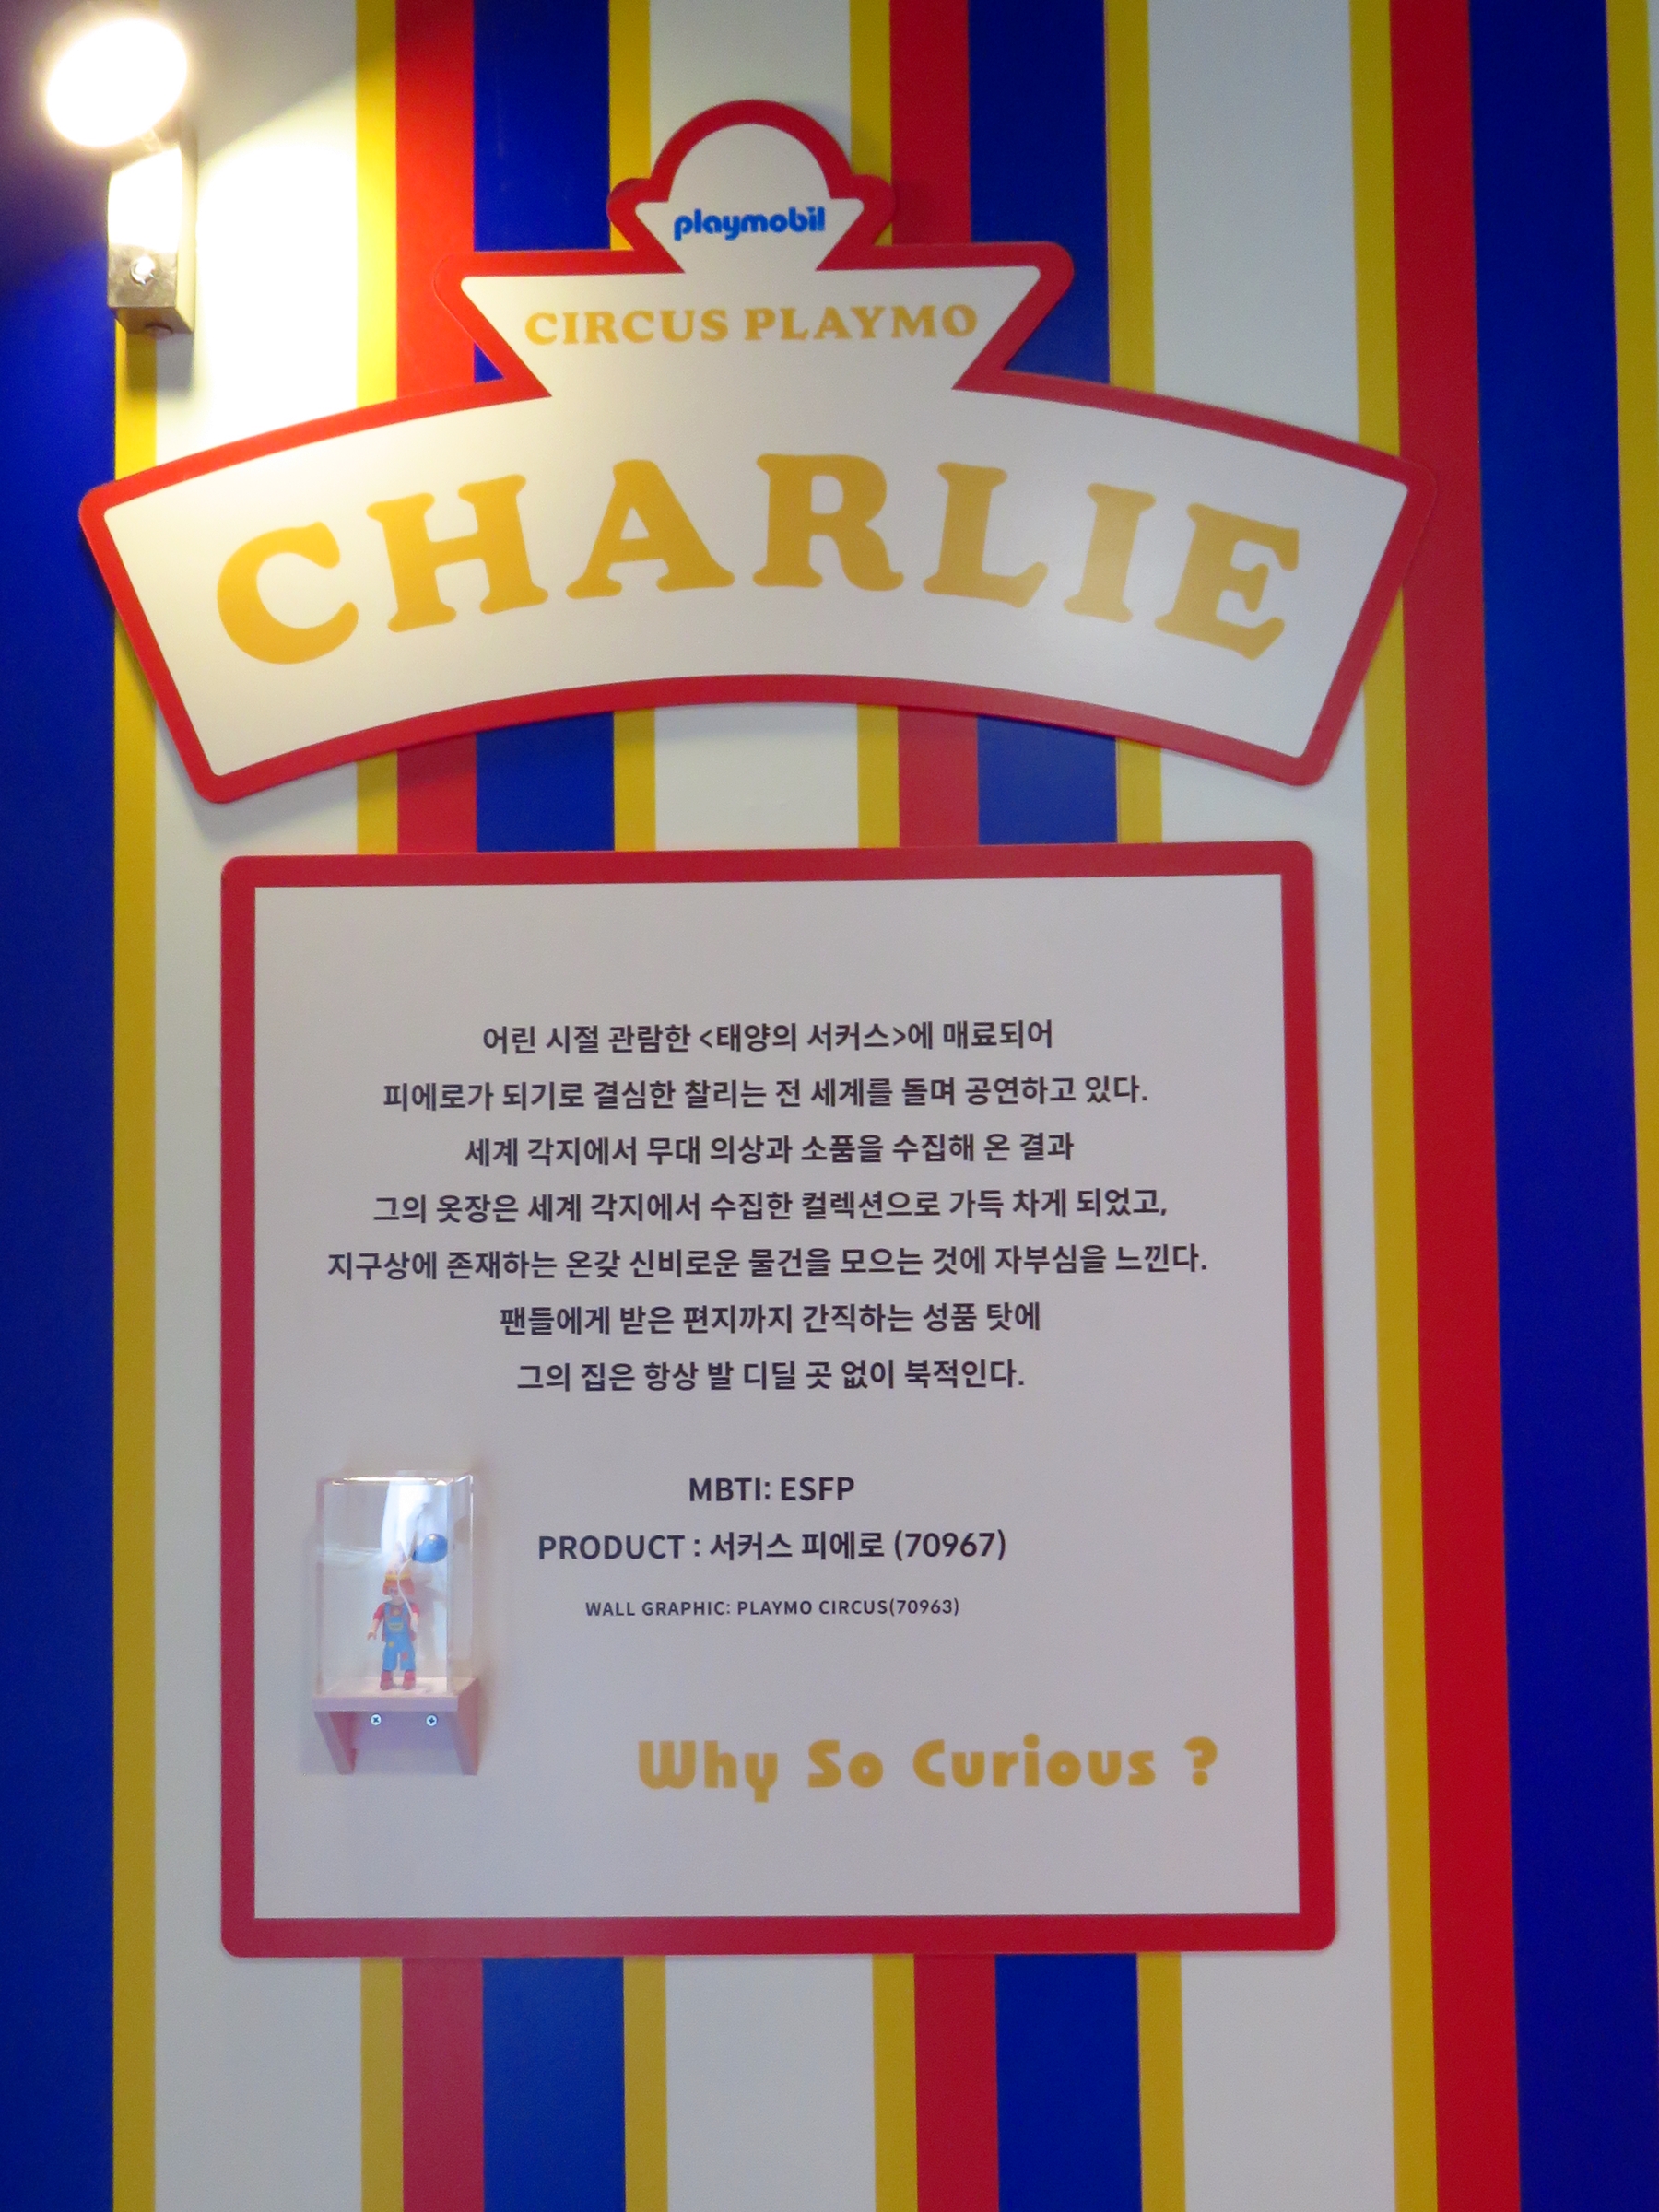 playmobil
CIRCUS PLAYMO
CHARLIE
어린 시절 관람한 <태양의 서커스>에 매료되어
피에로가 되기로 결심한 찰리는 전 세계를 돌며 공연하고 있다.
세계 각지에서 무대 의상과 소품을 수집해 온 결과
그의 옷장은 세계 각지에서 수집한 컬렉션으로 가득 차게 되었고,
지구상에 존재하는 온갖 신비로운 물건을 모으는 것에 자부심을 느낀다.
팬들에게 받은 편지까지 간직하는 성품 탓에
그의 집은 항상 발 디딜 곳 없이 북적인다.
MBTI: ESFP
PRODUCT : 서커스 피에로 (70967)
WALL GRAPHIC: PLAYMO CIRCUS(70963)
Why So Curious ?